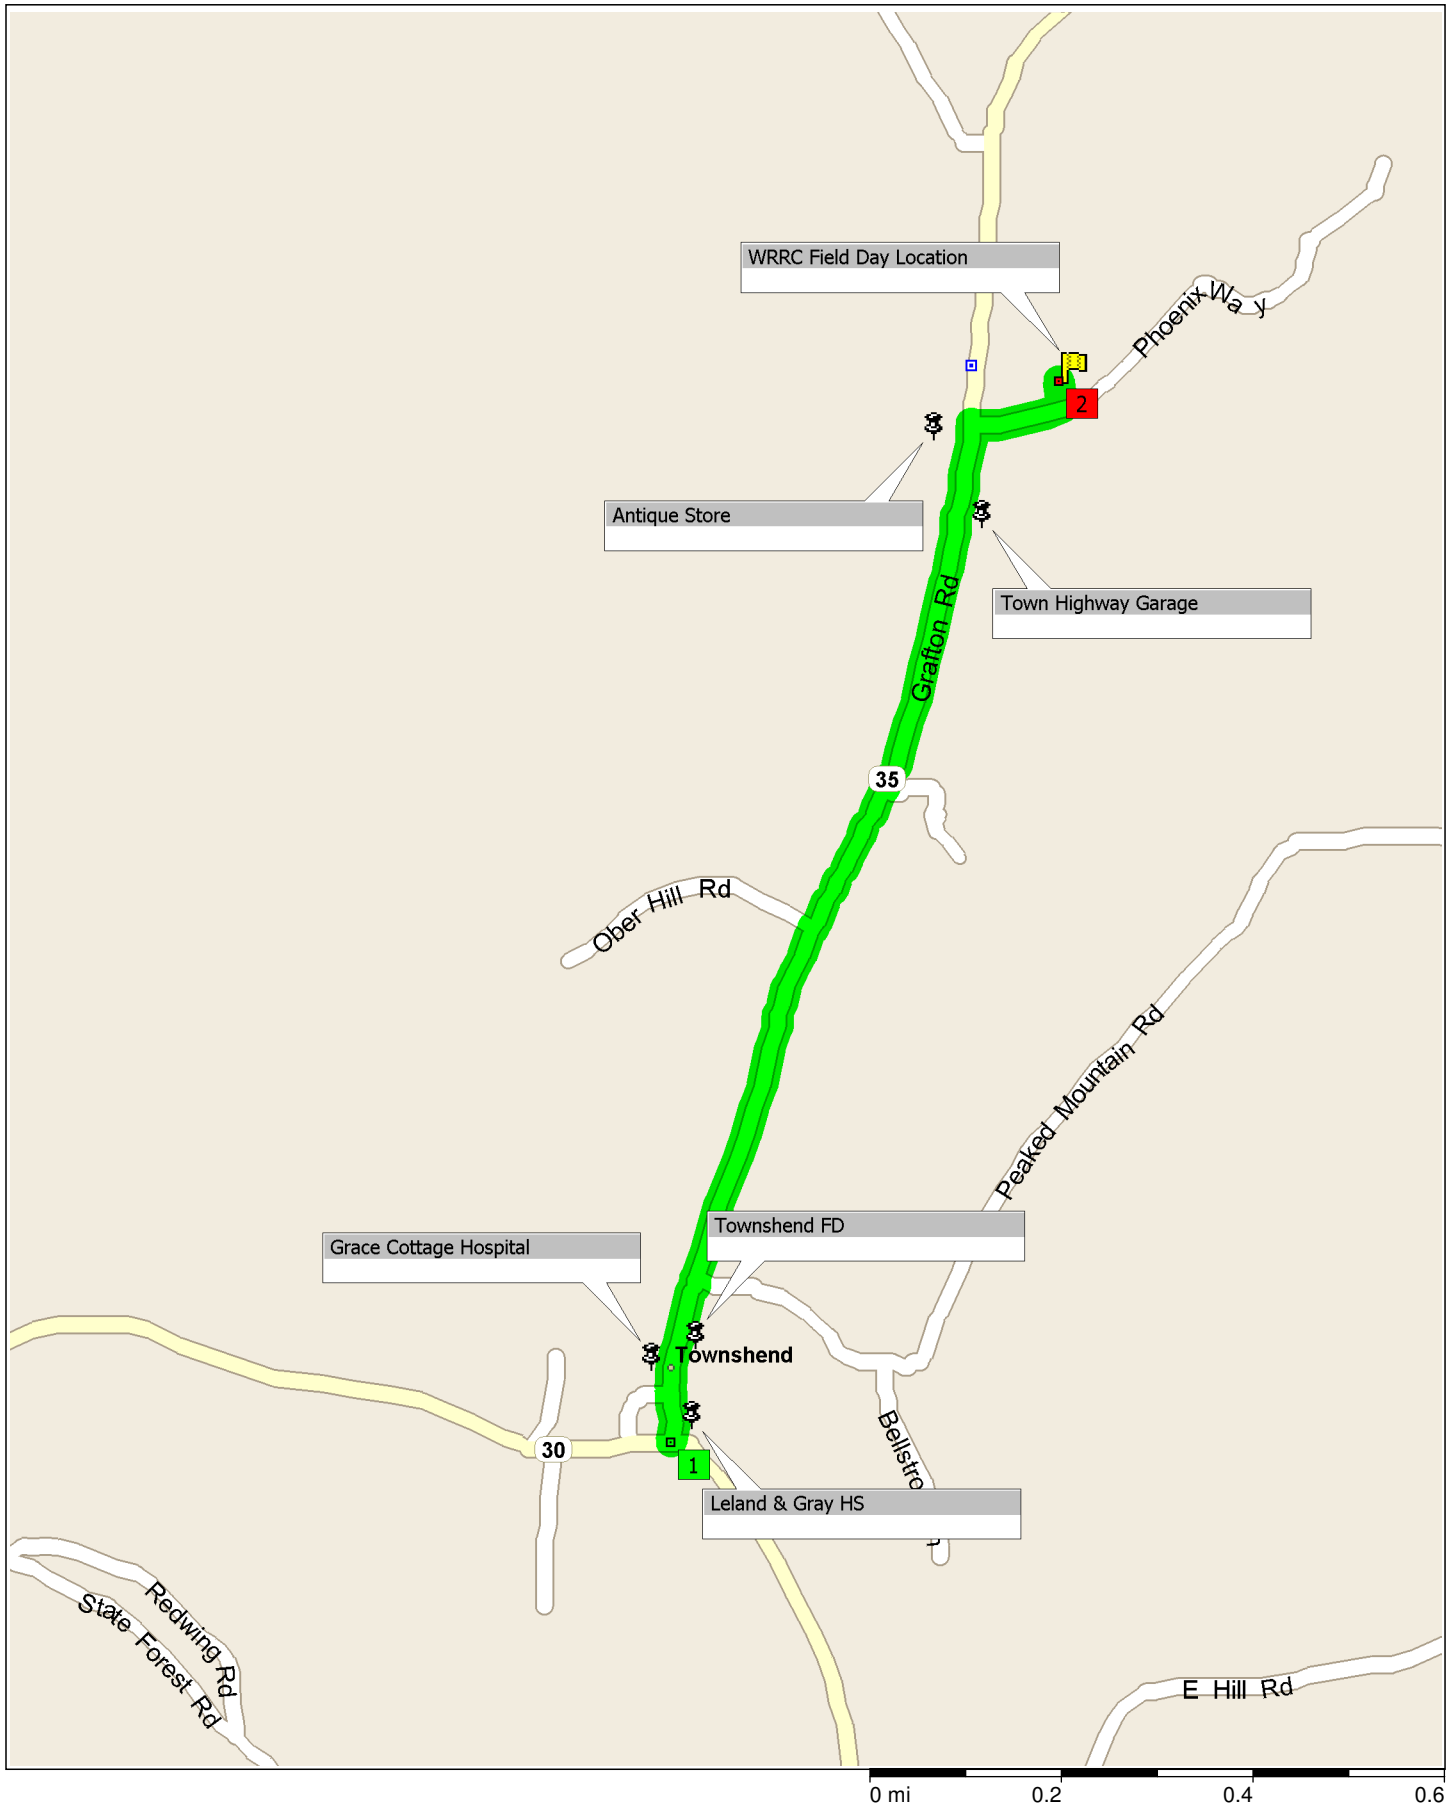 WRRC Field Day Location
Phoenix Way
2
Antique Store
Town Highway Garage
Grafton Rd
35
Ober Hill Rd
Peaked Mountain Rd
Townshend FD
Grace Cottage Hospital
Townshend
30
1
Leland & Gray HS
Redwing Rd
State Forest Rd
E Hill Rd
0 mi 0.2 0.4 0.6